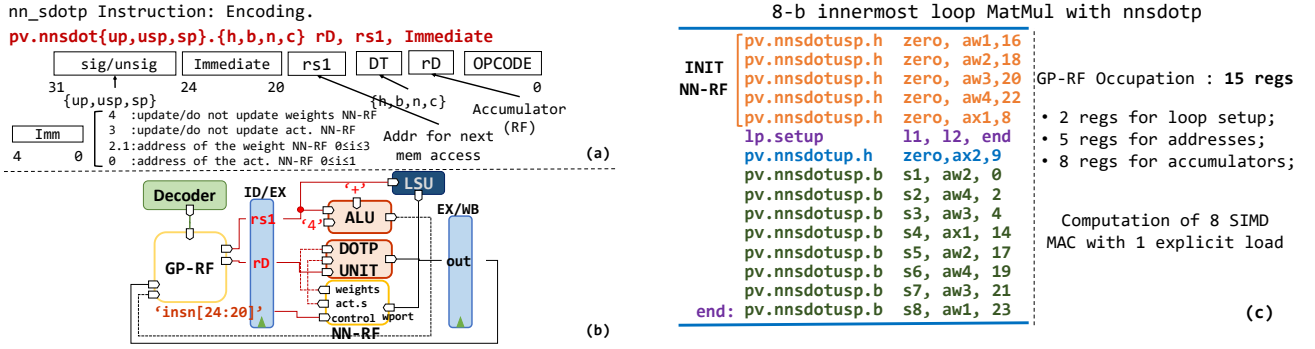 nn_sdotp Instruction: Encoding.
pv.nnsdot{up,usp,sp}.{h,b,n,c} rD, rs1, Immediate
sig/unsig Immediate rs1 DT rD OPCODE
31 24 20 0
{up,usp,sp} {h,b,n,c}
Accumulator
(RF)
Addr for next
mem access
Imm
4 0
4 :update/do not update weights NN-RF
3 :update/do not update act. NN-RF
2.1:address of the weight NN-RF 0≤i≤3
0 :address of the act. NN-RF 0≤i≤1
(a)
Decoder
ID/EX
'+'
LSU
EX/WB
rs1
'4'
ALU
GP-RF
rD
DOTP
UNIT
out
weights
act.s
control
wport
'insn[24:20]'
NN-RF
(b)
8-b innermost loop MatMul with nnsdotp
INIT
NN-RF
pv.nnsdotusp.h zero, aw1,16
pv.nnsdotusp.h zero, aw2,18
pv.nnsdotusp.h zero, aw3,20
pv.nnsdotusp.h zero, aw4,22
pv.nnsdotusp.h zero, ax1,8
lp.setup l1, l2, end
pv.nnsdotup.h zero,ax2,9
pv.nnsdotusp.b s1, aw2, 0
pv.nnsdotusp.b s2, aw4, 2
pv.nnsdotusp.b s3, aw3, 4
pv.nnsdotusp.b s4, ax1, 14
pv.nnsdotusp.b s5, aw2, 17
pv.nnsdotusp.b s6, aw4, 19
pv.nnsdotusp.b s7, aw3, 21
end: pv.nnsdotusp.b s8, aw1, 23
GP-RF Occupation : 15 regs
• 2 regs for loop setup;
• 5 regs for addresses;
• 8 regs for accumulators;
Computation of 8 SIMD
MAC with 1 explicit load
(c)